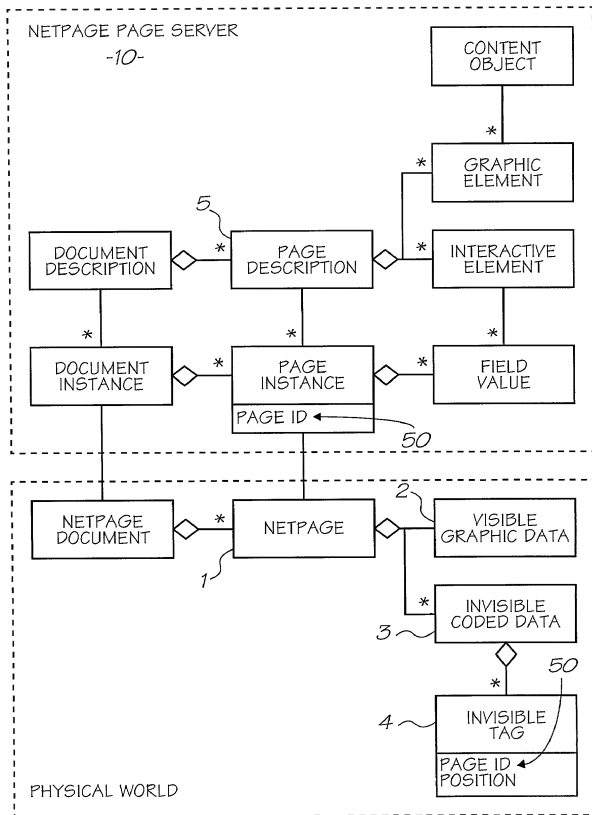 NETPAGE PAGE SERVER
-10-
CONTENT
OBJECT
*
*
GRAPHIC
ELEMENT
5
DOCUMENT
DESCRIPTION
*
PAGE
DESCRIPTION
*
INTERACTIVE
ELEMENT
*
*
*
DOCUMENT
INSTANCE
*
PAGE
INSTANCE
*
FIELD
VALUE
PAGE ID
50
NETPAGE
DOCUMENT
*
NETPAGE
1
2
VISIBLE
GRAPHIC DATA
*
INVISIBLE
CODED DATA
3
*
50
4
INVISIBLE
TAG
PAGE ID
POSITION
PHYSICAL WORLD